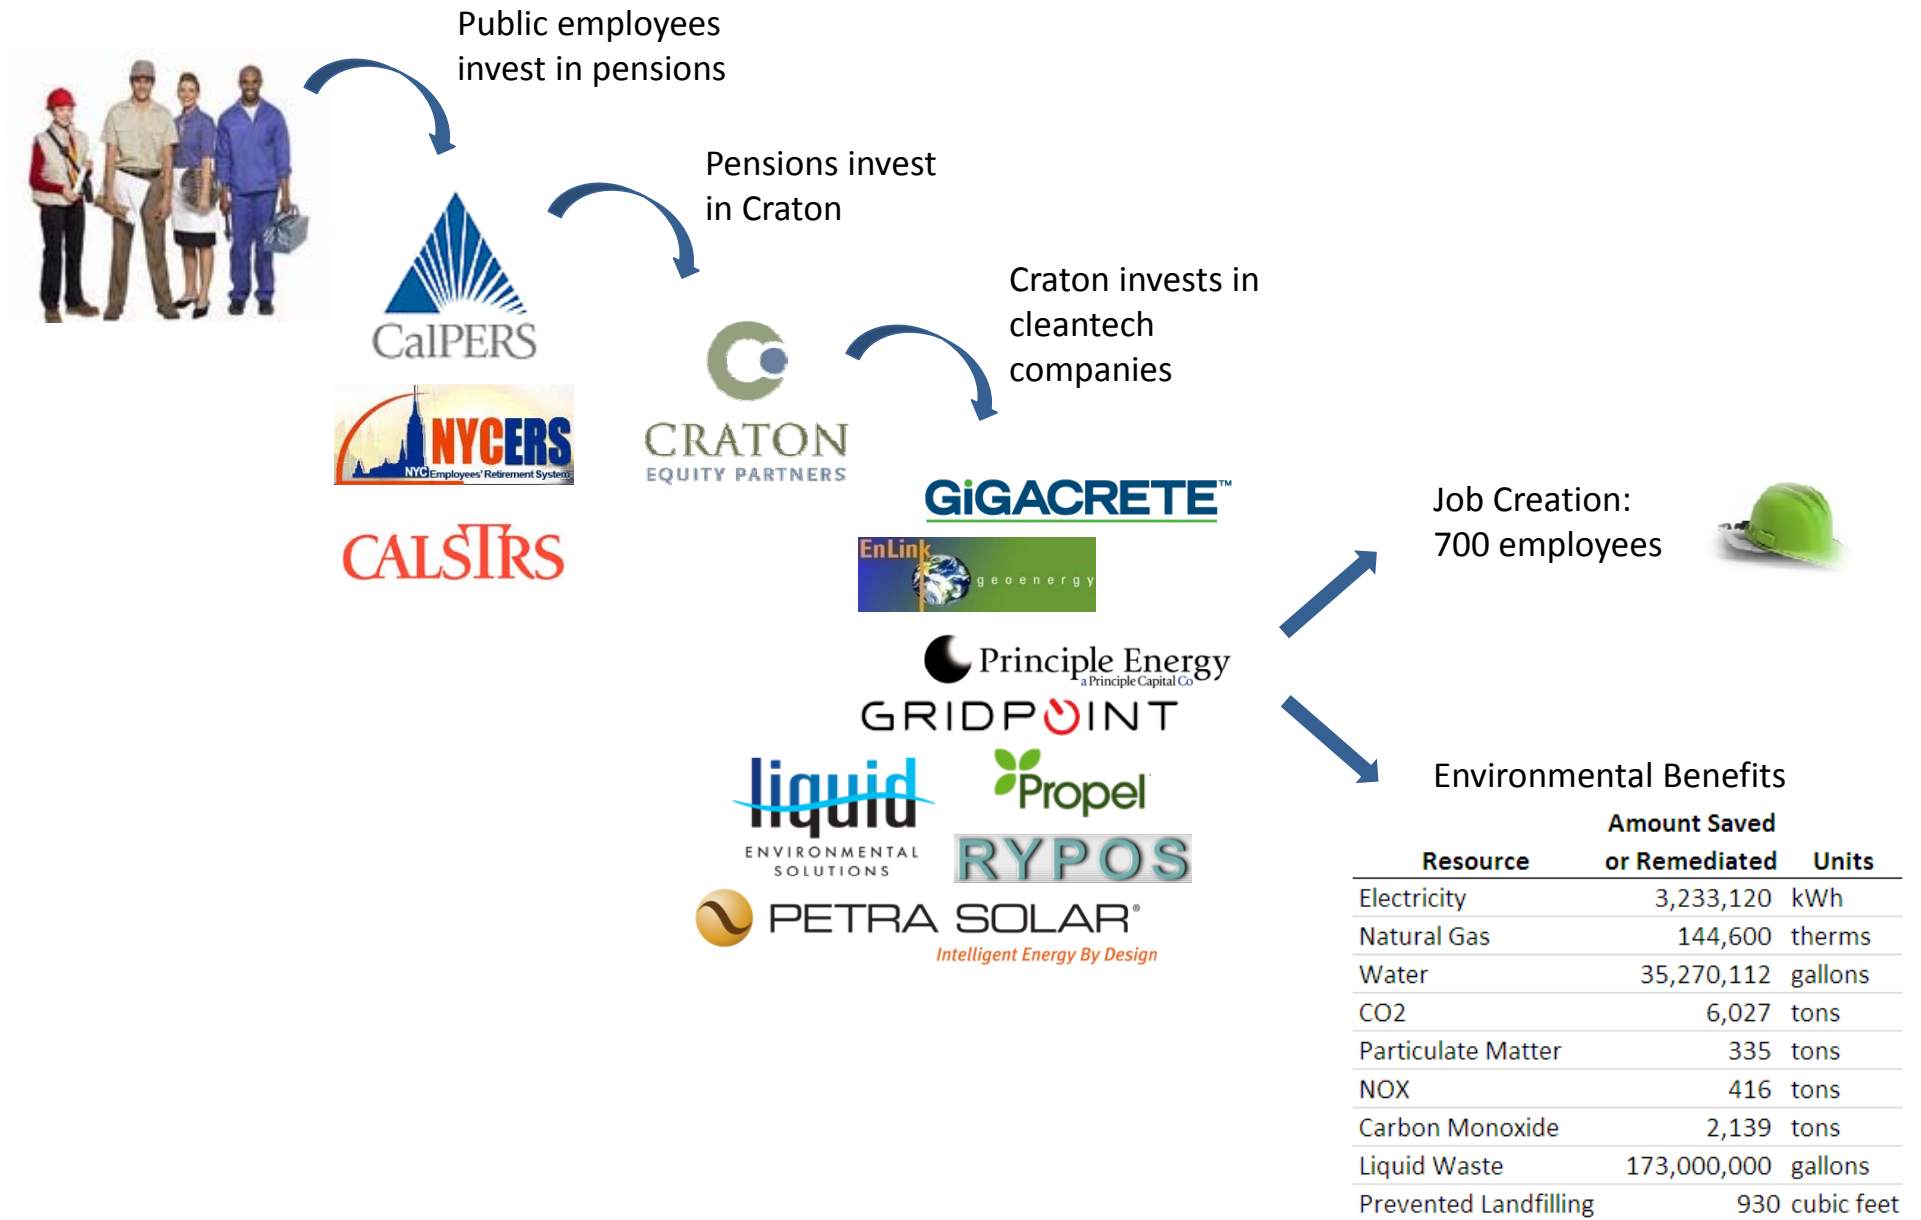 Public employees
invest in pensions
Pensions invest
in Craton
CalPERS
Craton invests in
cleantech
companies
NYCERS
NYC Employees' Retirement System
CRATON
EQUITY PARTNERS
CALSTRS
GiGACRETE™
EnLink
geoenergy
Job Creation:
700 employees
Principle Energy
a Principle Capital Co
GRIDPOINT
liquid
ENVIRONMENTAL
SOLUTIONS
Propel
RYPOS
PETRA SOLAR®
Intelligent Energy By Design
Environmental Benefits
Amount Saved
Resource or Remediated Units
Electricity 3,233,120 kWh
Natural Gas 144,600 therms
Water 35,270,112 gallons
CO2 6,027 tons
Particulate Matter 335 tons
NOX 416 tons
Carbon Monoxide 2,139 tons
Liquid Waste 173,000,000 gallons
Prevented Landfilling 930 cubic feet